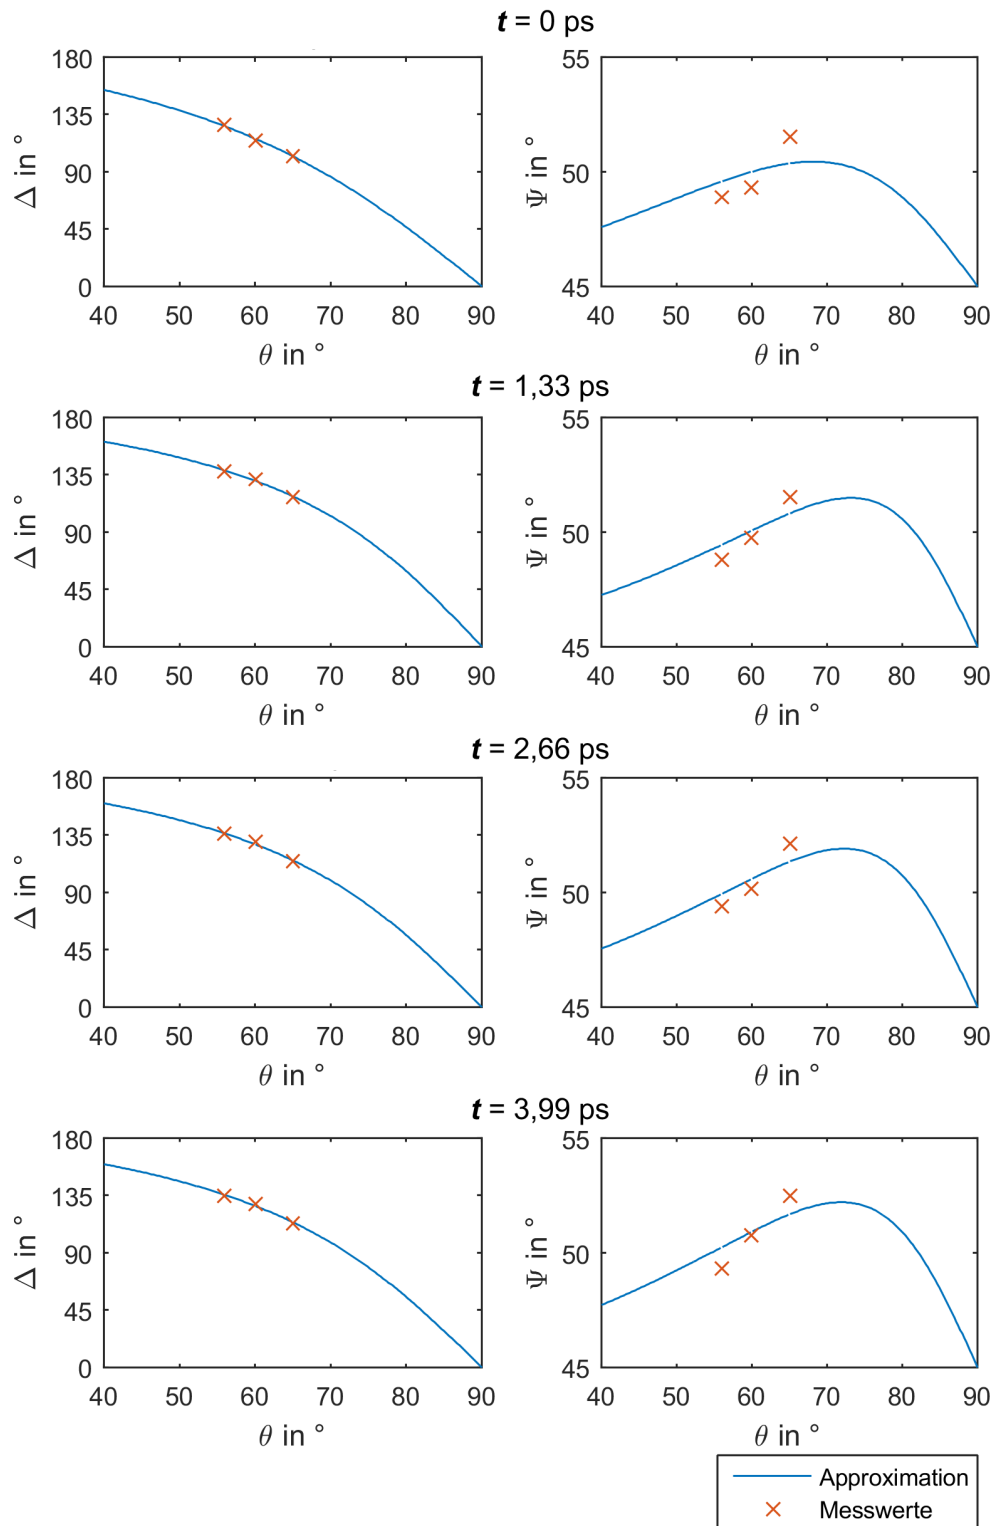 t = 0 ps
180
135
90
45
0
Δ in °
40 50 60 70 80 90
θ in °
55
50
45
Ψ in °
40 50 60 70 80 90
θ in °
t = 1,33 ps
180
135
90
45
0
Δ in °
40 50 60 70 80 90
θ in °
55
50
45
Ψ in °
40 50 60 70 80 90
θ in °
t = 2,66 ps
180
135
90
45
0
Δ in °
40 50 60 70 80 90
θ in °
55
50
45
Ψ in °
40 50 60 70 80 90
θ in °
t = 3,99 ps
180
135
90
45
0
Δ in °
40 50 60 70 80 90
θ in °
55
50
45
Ψ in °
40 50 60 70 80 90
θ in °
Approximation
Messwerte